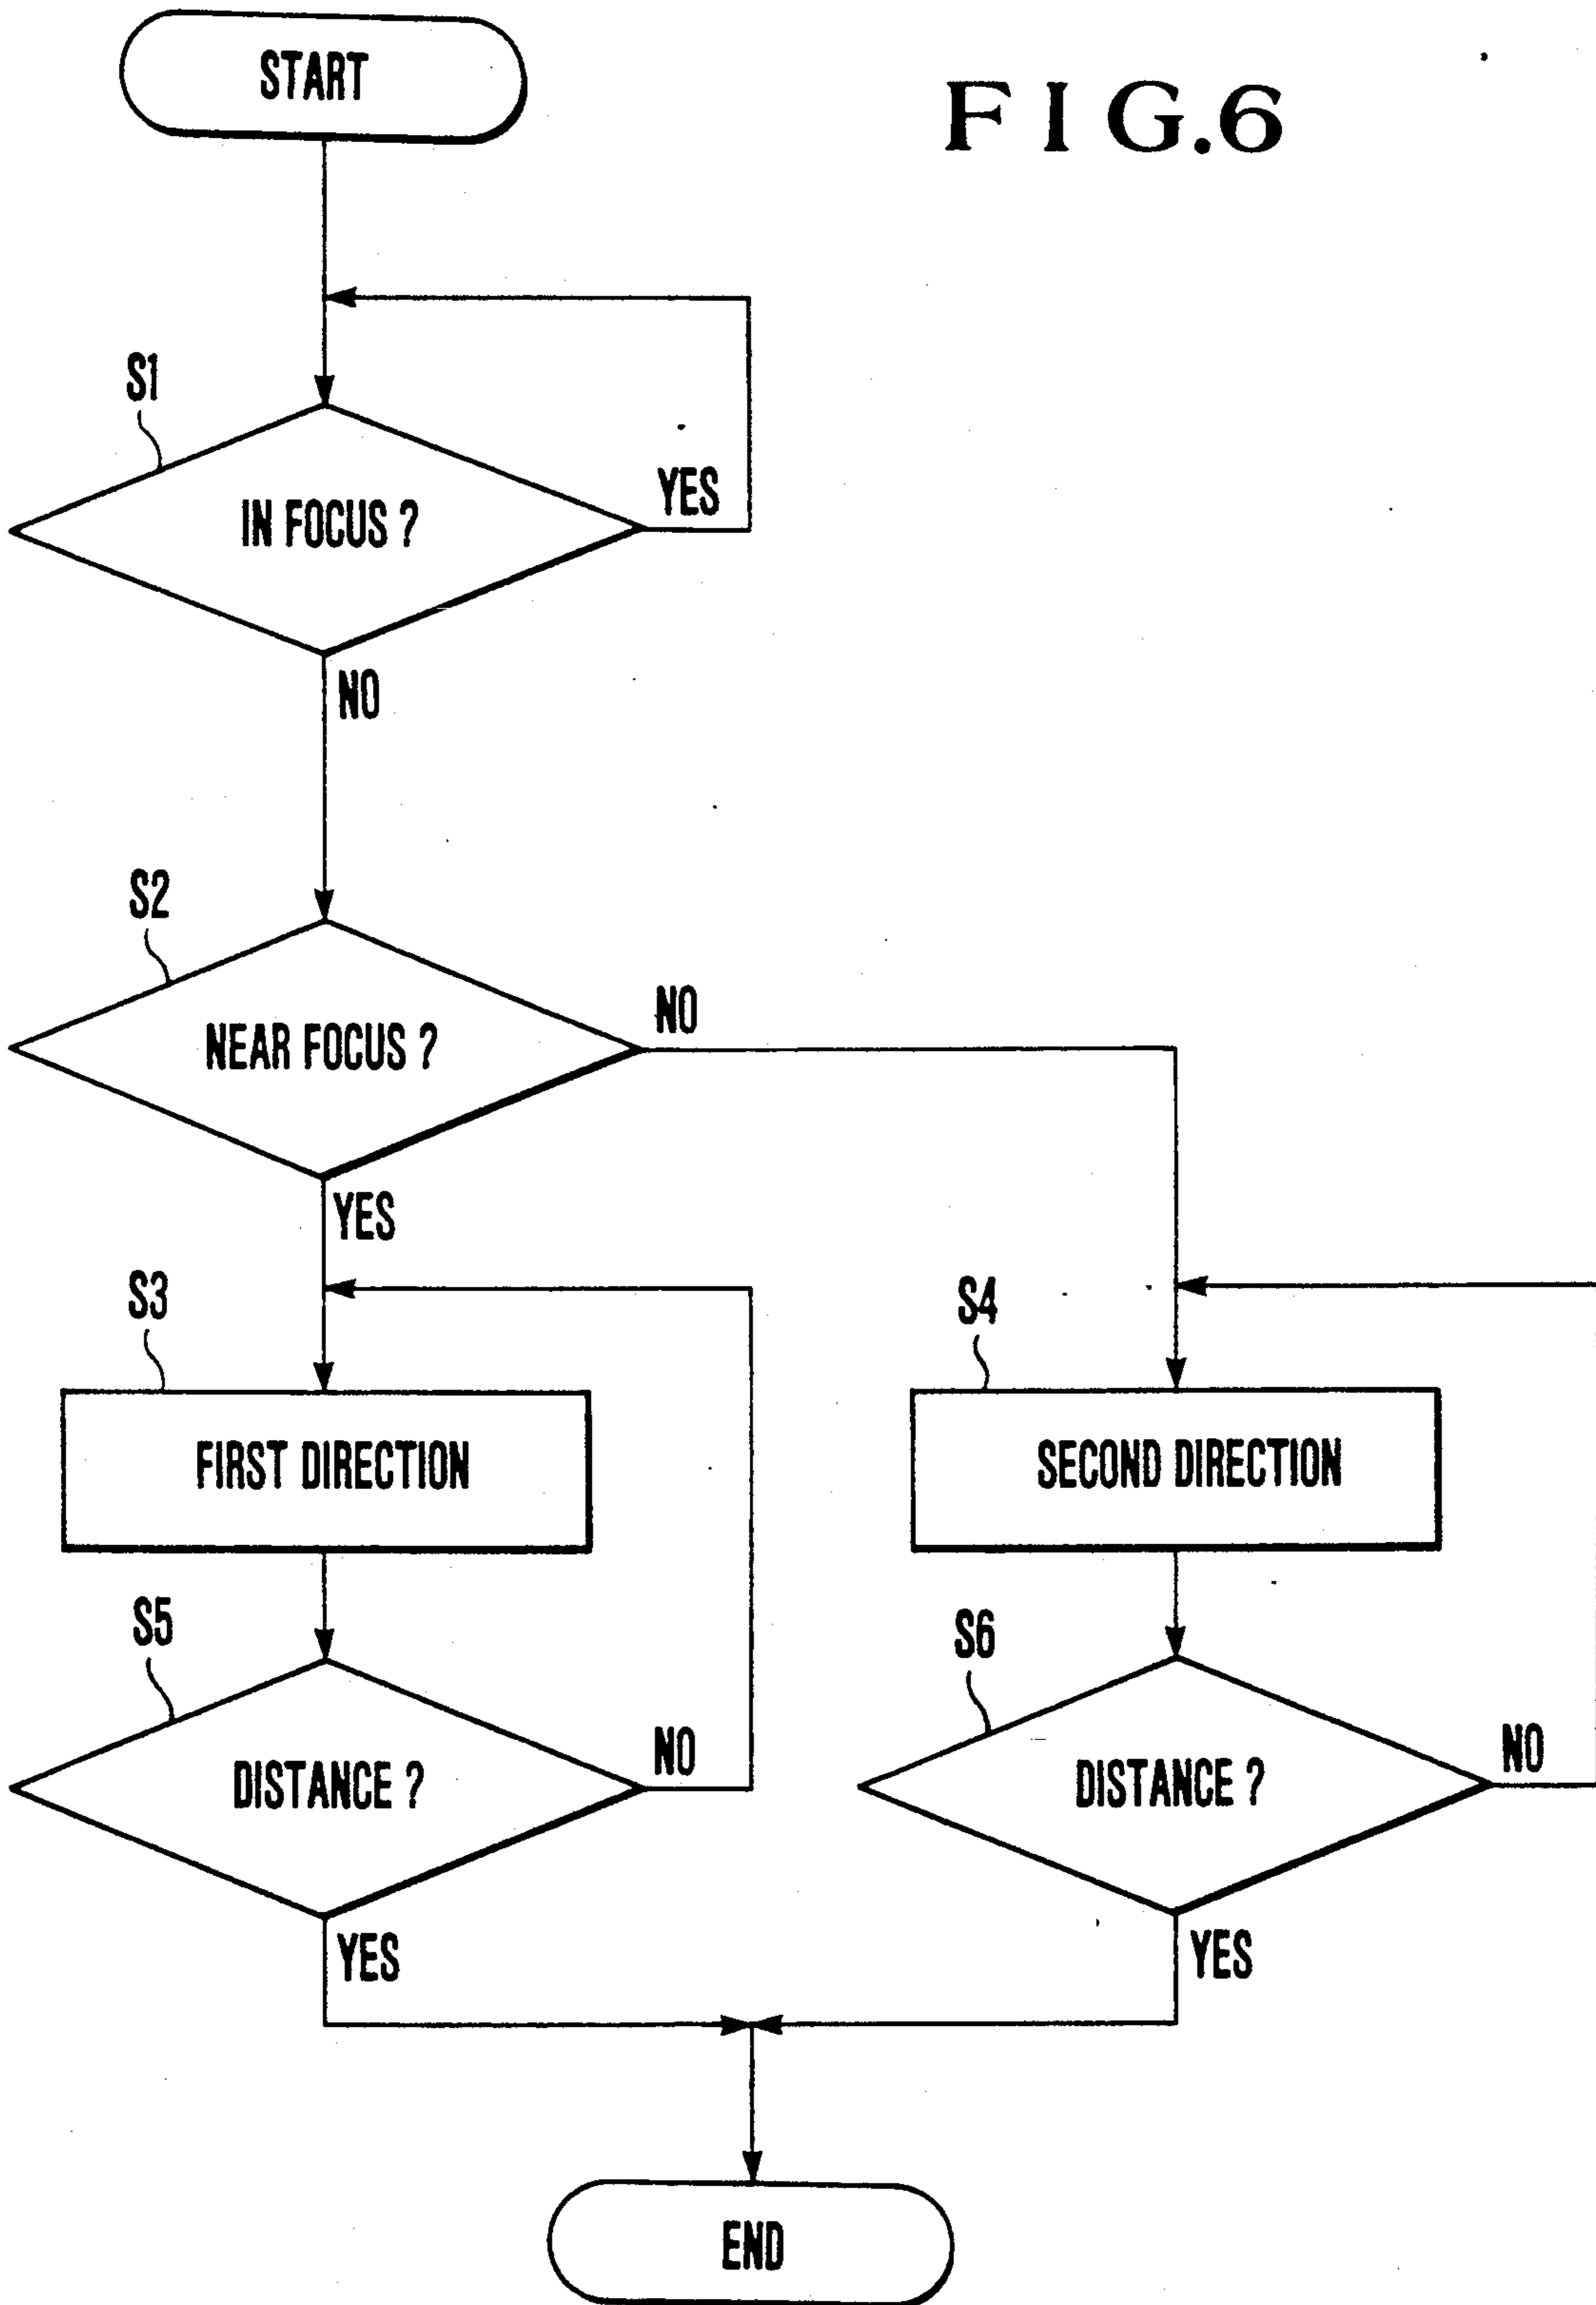 START
FIG.6
S1
IN FOCUS ?
YES
NO
S2
NEAR FOCUS ?
NO
YES
S3
FIRST DIRECTION
S4
SECOND DIRECTION
S5
DISTANCE ?
NO
YES
S6
DISTANCE ?
NO
YES
END